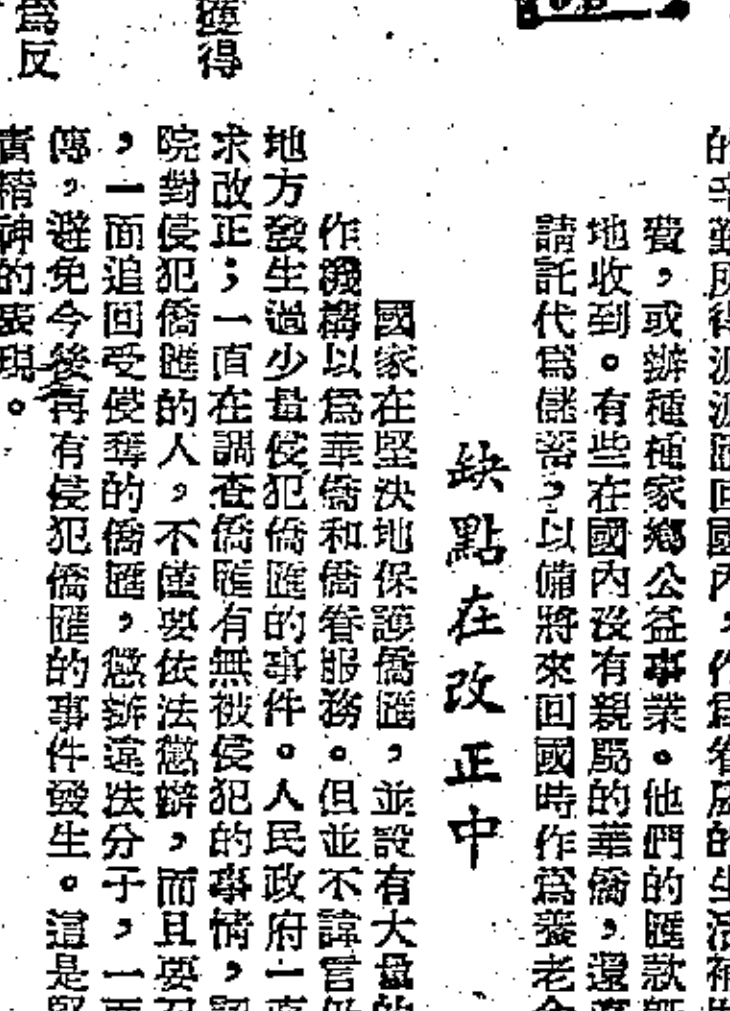 的辛勤所得源源匯回國內，作爲眷屬的生活補
費，或辦種種家鄉公益事業。他們的匯款
地收到。有些在國內沒有親屬的華僑，還
請託代爲儲蓄，以備將來回國時作爲養老
缺點在改正中
國家在堅決地保護僑匯，並設有大量的
作機構以爲華僑和僑眷服務。但並不諱言
地方發生過少量侵犯僑匯的事件。人民政府一直
求改正；一直在調查僑匯有無被侵犯的事情，
院對侵犯僑匯的人，不僅要依法懲辦，而且要
，一面追回受侵奪的僑匯，懲辦違法分子，一面
傳，避免今後再有侵犯僑匯的事件發生。這是堅
獲得
責精神的表現。
爲反